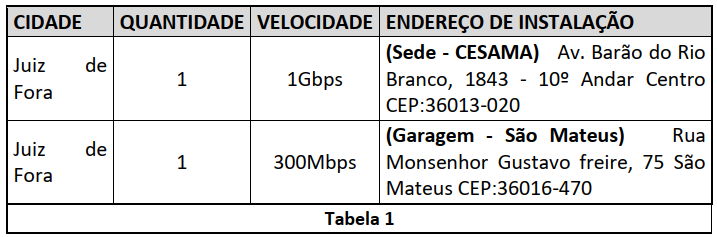 CIDADE QUANTIDADE VELOCIDADE ENDEREÇO DE INSTALAÇÃO
Juiz de
Fora
1
1Gbps
(Sede - CESAMA) Av. Barão do Rio
Branco, 1843 - 10º Andar Centro
CEP:36013-020
Juiz de
Fora
1
300Mbps
(Garagem - São Mateus) Rua
Monsenhor Gustavo freire, 75 São
Mateus CEP:36016-470
Tabela 1